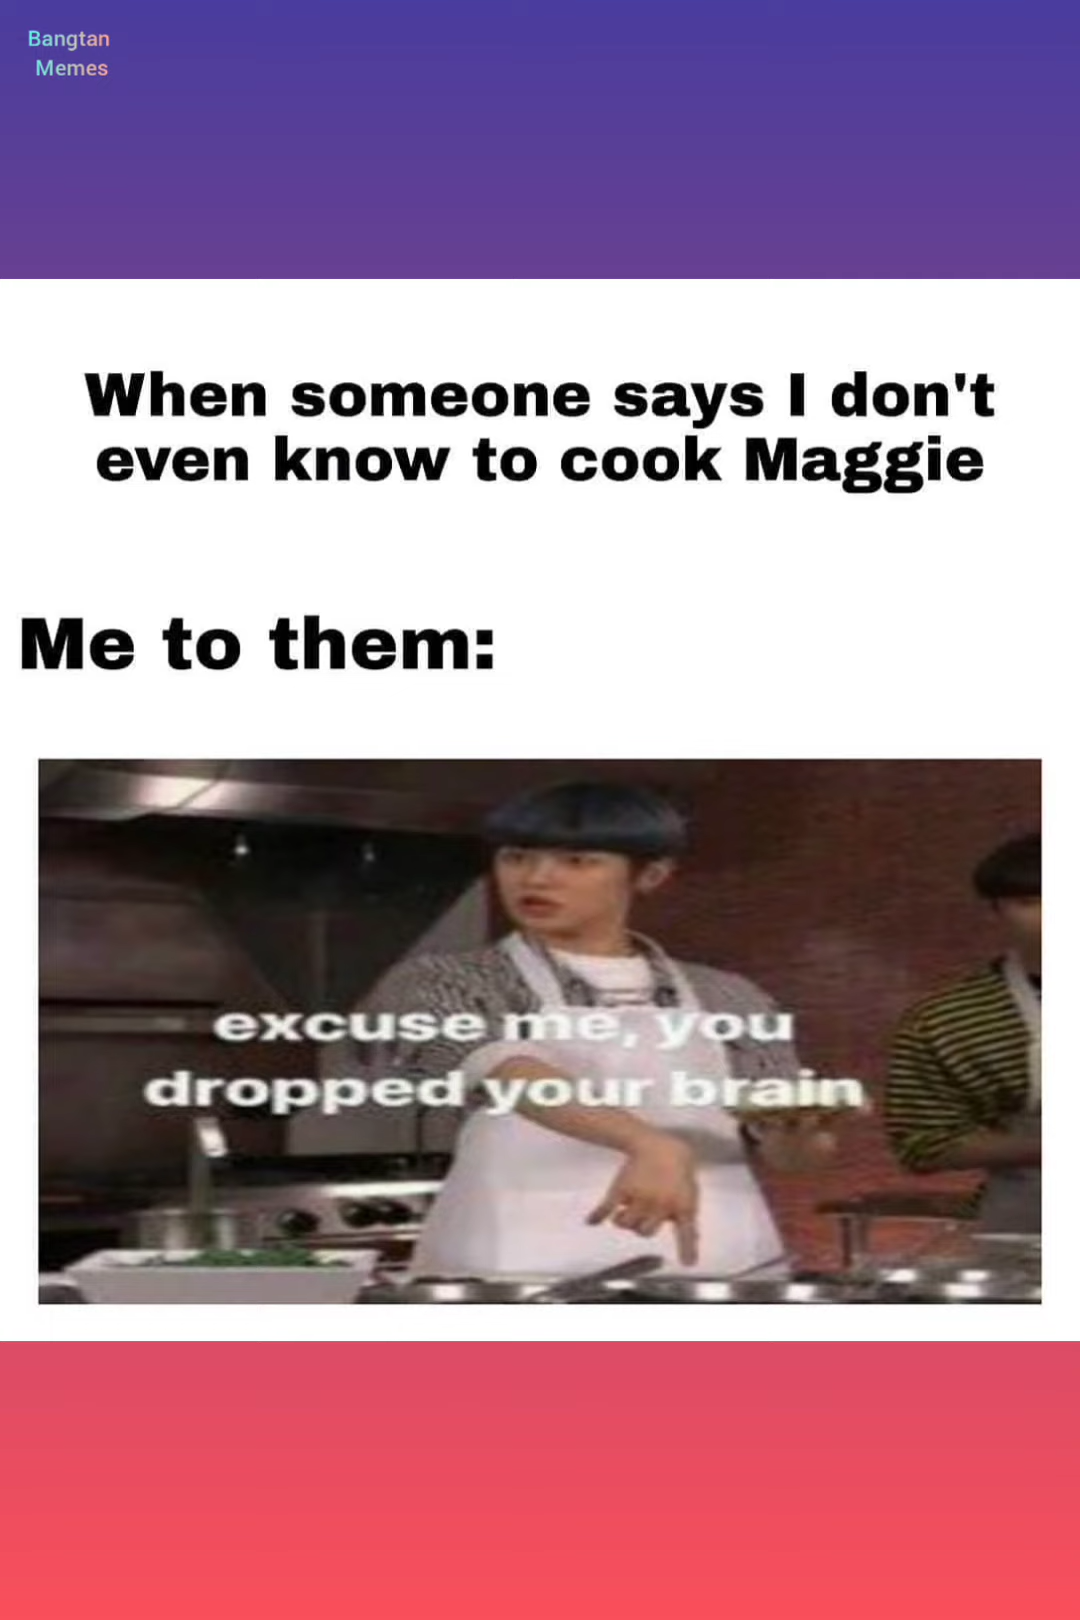 Bangtan
Memes
When someone says I don't
even know to cook Maggie
Me to them:
excuse me, you
dropped your brain